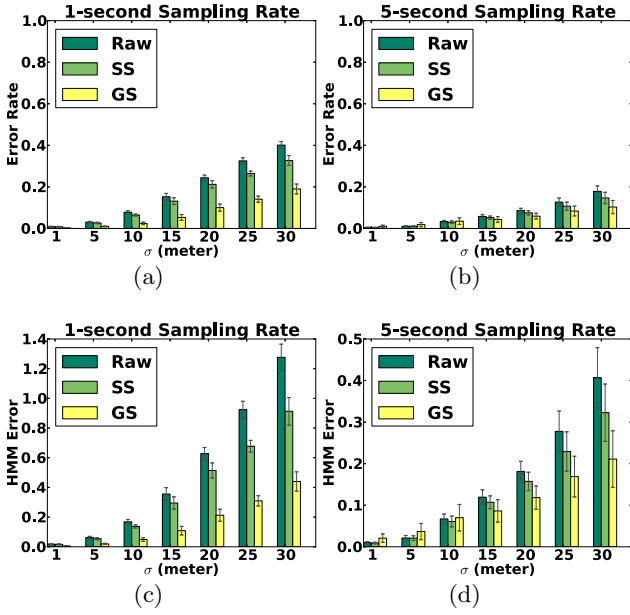 1-second Sampling Rate
1.0
0.8
0.6
0.4
0.2
0.0
Error Rate
Raw
SS
GS
1 5 10 15 20 25 30
σ (meter)
(a)
5-second Sampling Rate
1.0
0.8
0.6
0.4
0.2
0.0
Error Rate
Raw
SS
GS
1 5 10 15 20 25 30
σ (meter)
(b)
1-second Sampling Rate
1.4
1.2
1.0
0.8
0.6
0.4
0.2
0.0
HMM Error
Raw
SS
GS
1 5 10 15 20 25 30
σ (meter)
(c)
5-second Sampling Rate
0.5
0.4
0.3
0.2
0.1
0.0
HMM Error
Raw
SS
GS
1 5 10 15 20 25 30
σ (meter)
(d)